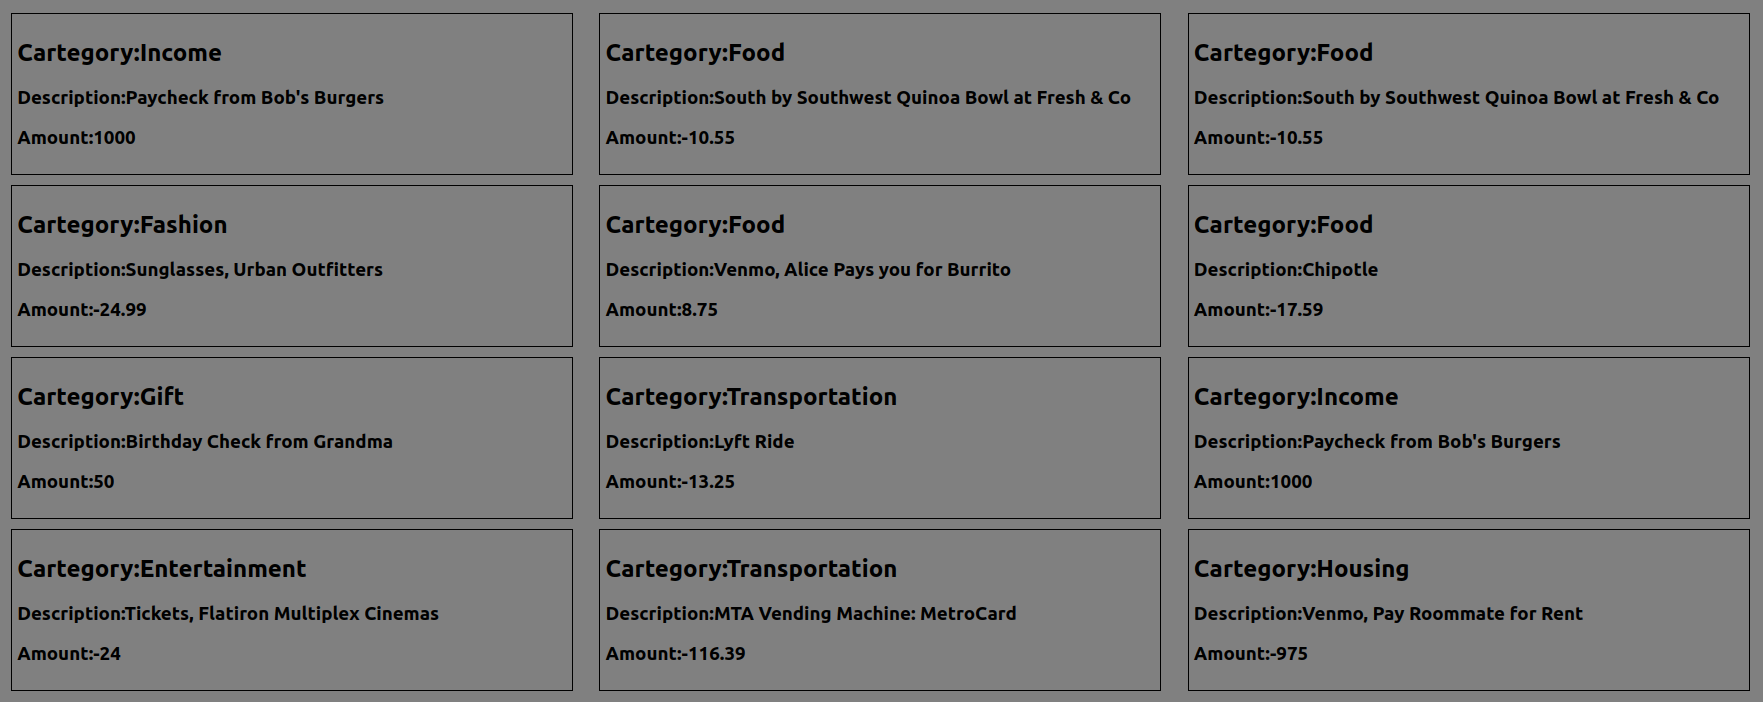 Cartegory:Income
Description:Paycheck from Bob's Burgers
Amount:1000
Cartegory:Food
Description:South by Southwest Quinoa Bowl at Fresh & Co
Amount:-10.55
Cartegory:Food
Description:South by Southwest Quinoa Bowl at Fresh & Co
Amount:-10.55
Cartegory:Fashion
Description:Sunglasses, Urban Outfitters
Amount:-24.99
Cartegory:Food
Description:Venmo, Alice Pays you for Burrito
Amount:8.75
Cartegory:Food
Description:Chipotle
Amount:-17.59
Cartegory:Gift
Description:Birthday Check from Grandma
Amount:50
Cartegory:Transportation
Description:Lyft Ride
Amount:-13.25
Cartegory:Income
Description:Paycheck from Bob's Burgers
Amount:1000
Cartegory:Entertainment
Description:Tickets, Flatiron Multiplex Cinemas
Amount:-24
Cartegory:Transportation
Description:MTA Vending Machine: MetroCard
Amount:-116.39
Cartegory:Housing
Description:Venmo, Pay Roommate for Rent
Amount:-975